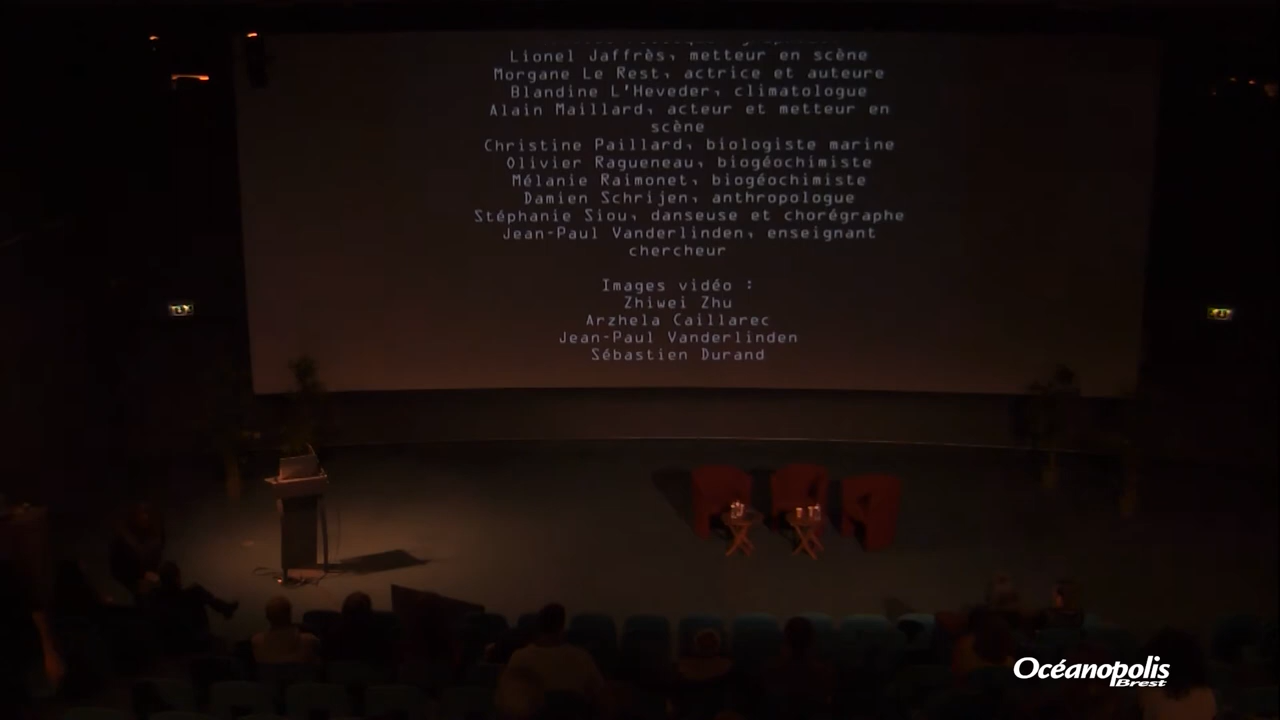 Lionel Jaffrès, metteur en scène
Morgane Le Rest, actrice et auteure
Blandine L'Heveder, climatologue
Alain Maillard, acteur et metteur en
scène
Christine Paillard, biologiste marine
Olivier Ragueneau, biogéochimiste
Mélanie Raimonet, biogéochimiste
Damien Schrijen, anthropologue
Stéphanie Siou, danseuse et chorégraphe
Jean-Paul Vanderlinden, enseignant
chercheur
Images vidéo :
Zhiwei Zhu
Arzhela Caillarec
Jean-Paul Vanderlinden
Sébastien Durand
Océanopolis
Brest